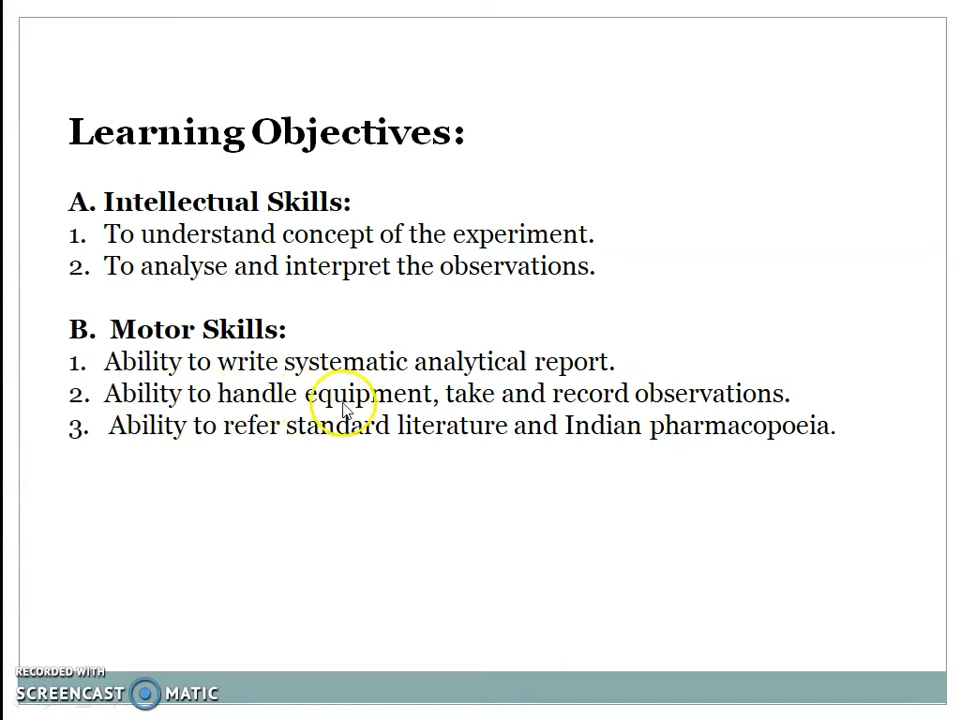 Learning Objectives:
A. Intellectual Skills:
1. To understand concept of the experiment.
2. To analyse and interpret the observations.
B. Motor Skills:
1. Ability to write systematic analytical report.
2. Ability to handle equipment, take and record observations.
3. Ability to refer standard literature and Indian pharmacopoeia.
RECORDED WITH
SCREENCAST MATIC